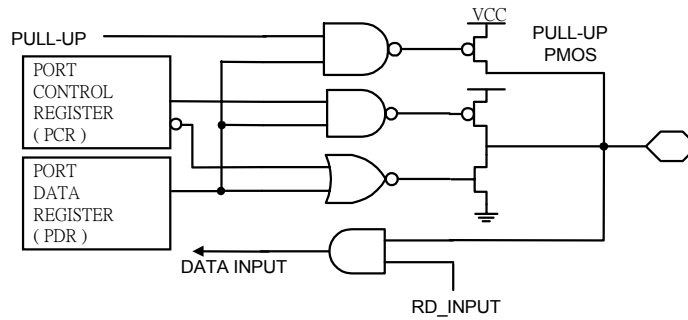 VCC
PULL-UP
PULL-UP
PMOS
PORT
CONTROL
REGISTER
( PCR )
PORT
DATA
REGISTER
( PDR )
DATA INPUT
RD_INPUT